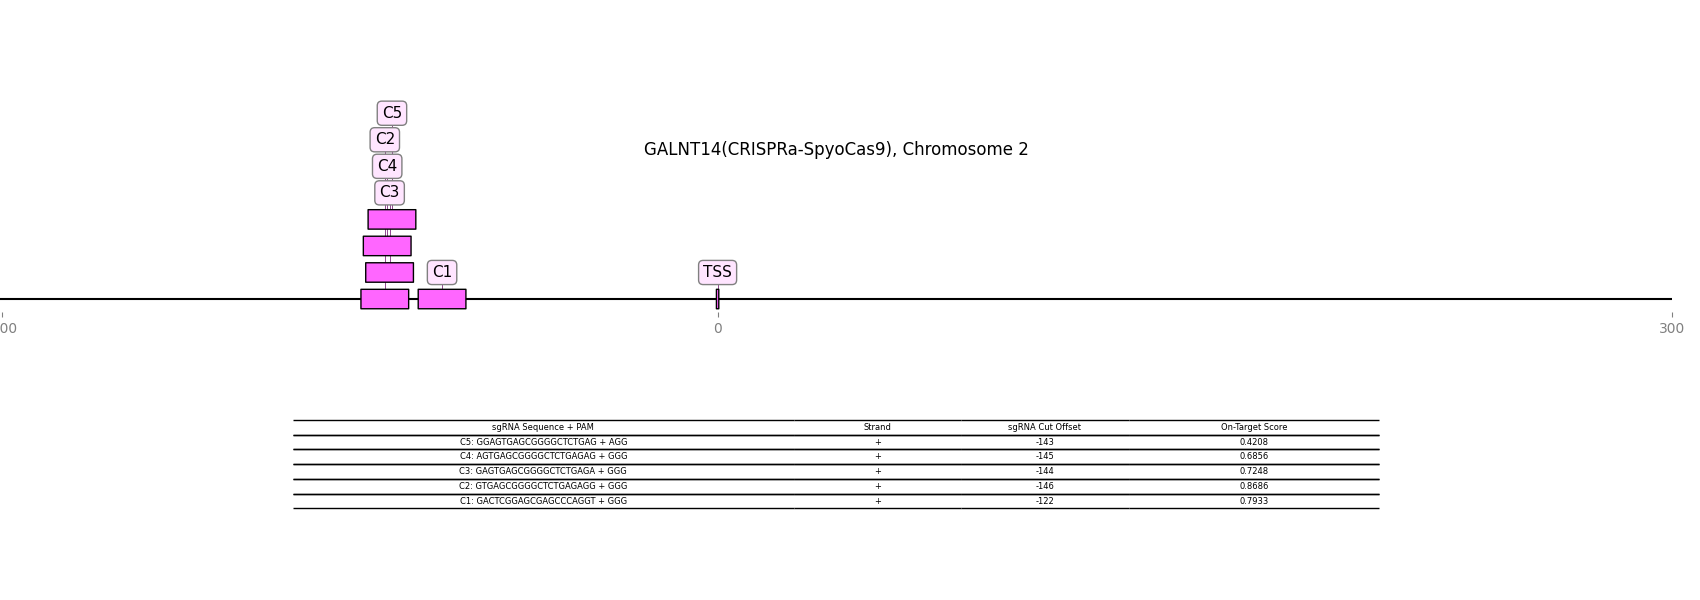 C5
C2
GALNT14(CRISPRa-SpyoCas9), Chromosome 2
C4
C3
C1
TSS
00
0
300
sgRNA Sequence + PAM Strand sgRNA Cut Offset On-Target Score
C5: GGAGTGAGCGGGGCTCTGAG + AGG + -143 0.4208
C4: AGTGAGCGGGGCTCTGAGAG + GGG + -145 0.6856
C3: GAGTGAGCGGGGCTCTGAGA + GGG + -144 0.7248
C2: GTGAGCGGGGCTCTGAGAGG + GGG + -146 0.8686
C1: GACTCGGAGCGAGCCCAGGT + GGG + -122 0.7933